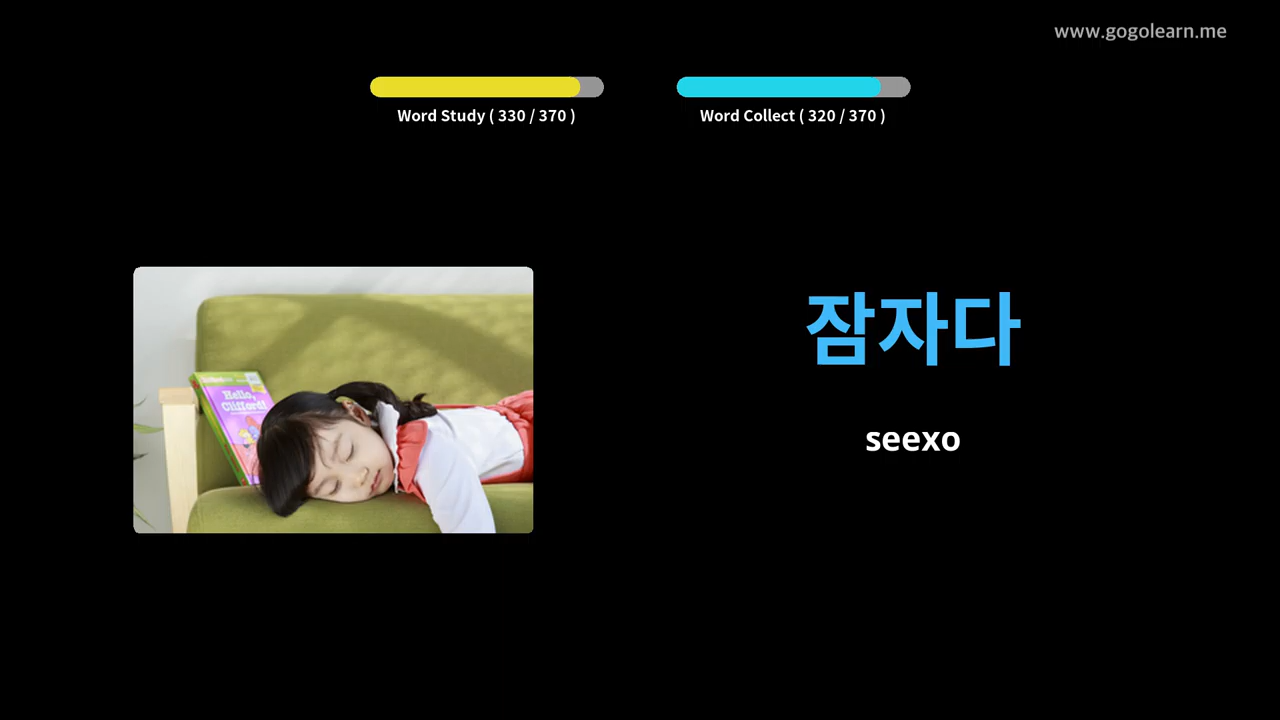 www.gogolearn.me
Word Study ( 330 / 370 )
Word Collect ( 320 / 370 )
Hello,
Clifford!
잠자다
seexo